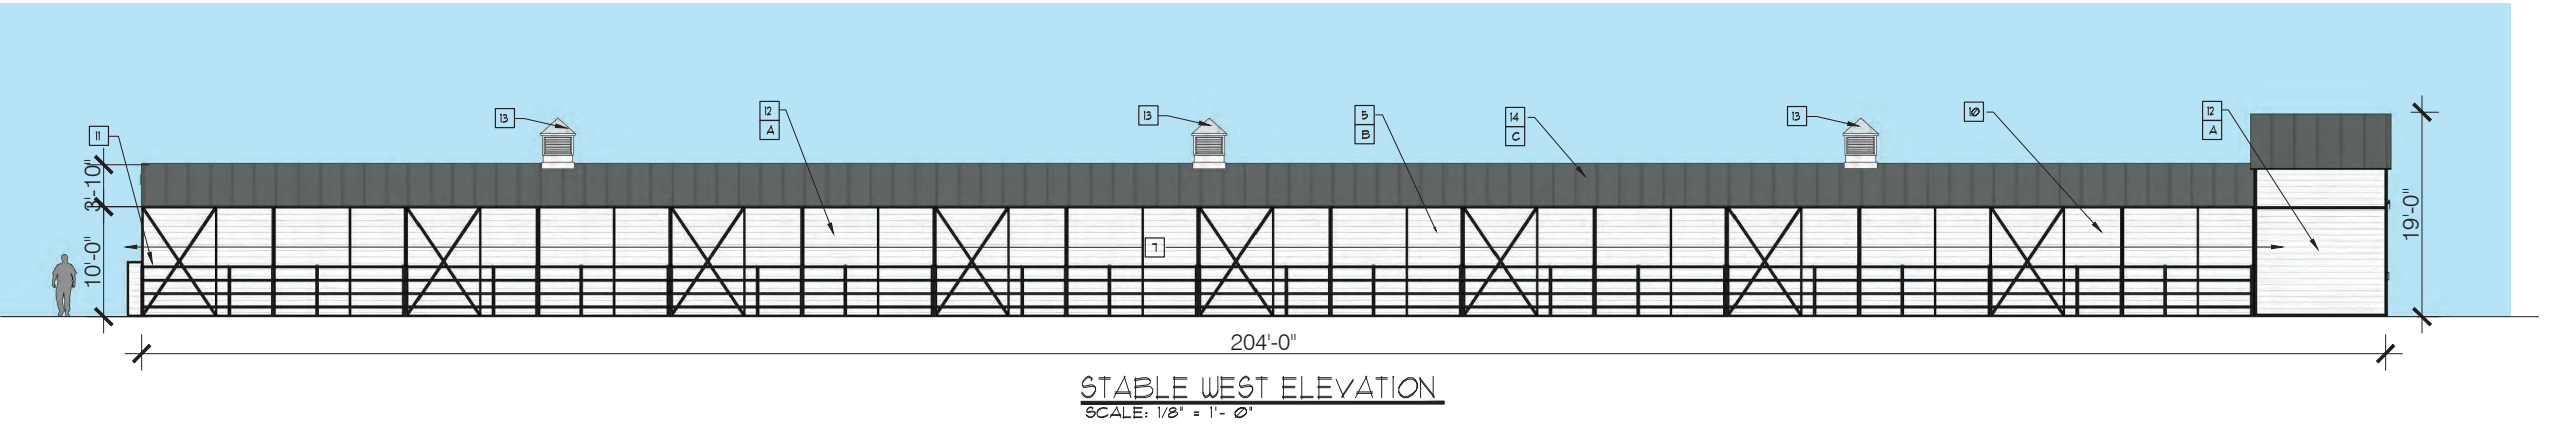 12
A
12
A
13
13
5
B
14
C
13
10
11
3'-10"
10'-0"
7
19'-0"
204'-0"
STABLE WEST ELEVATION
SCALE: 1/8" = 1'- 0"